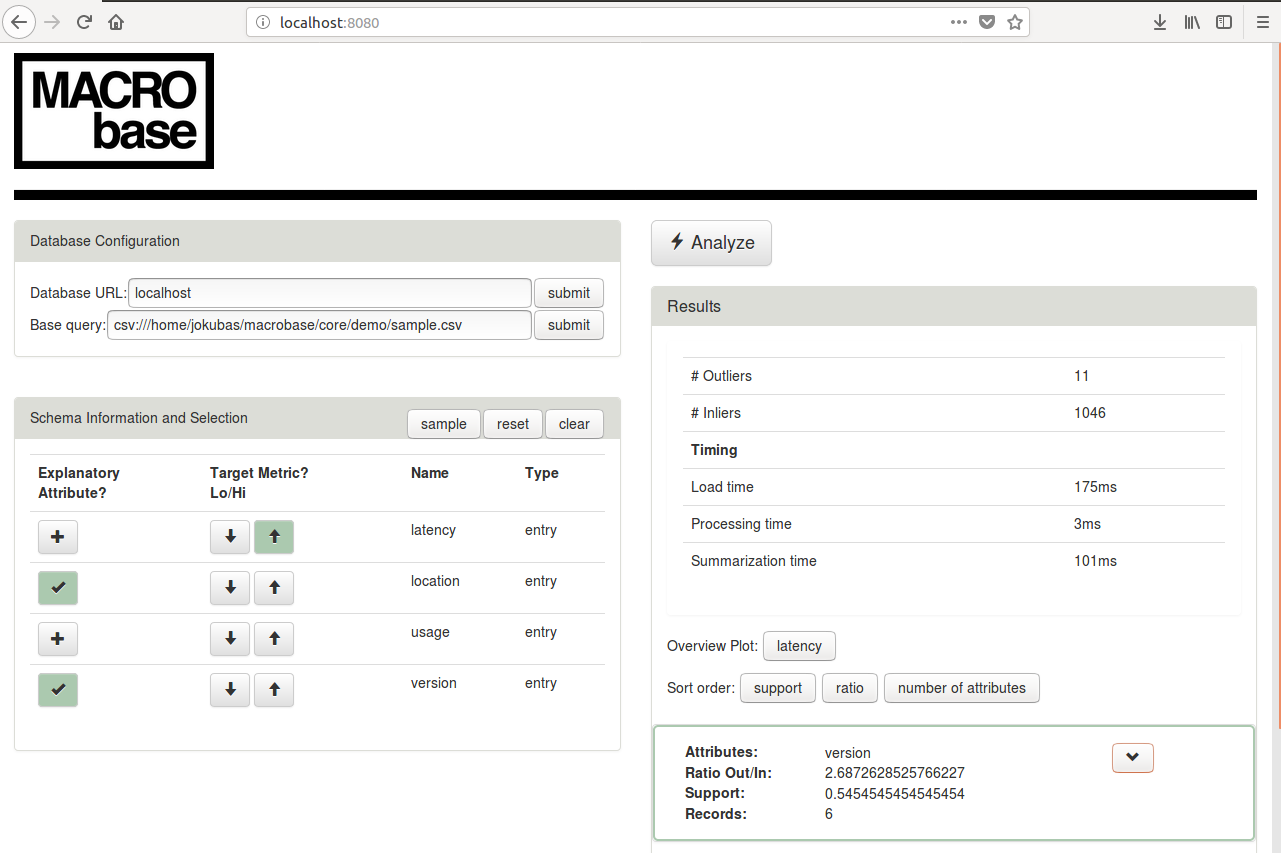 localhost:8080
MACRO
base
Database Configuration
Database URL: localhost submit
Base query: csv:///home/jokubas/macrobase/core/demo/sample.csv submit
Schema Information and Selection sample reset clear
Explanatory Attribute? Target Metric? Lo/Hi Name Type
latency entry
location entry
usage entry
version entry
Analyze
Results
# Outliers 11
# Inliers 1046
Timing
Load time 175ms
Processing time 3ms
Summarization time 101ms
Overview Plot: latency
Sort order: support ratio number of attributes
Attributes: version
Ratio Out/In: 2.6872628525766227
Support: 0.5454545454545454
Records: 6